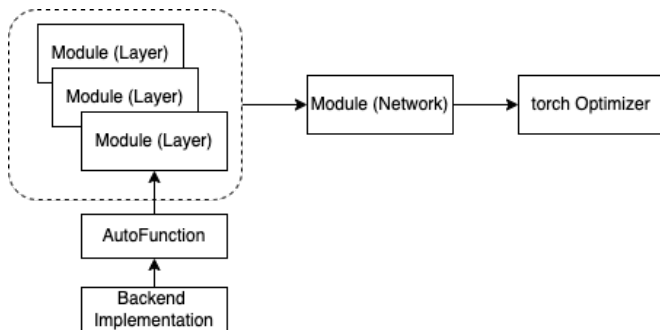 Module (Layer)
Module (Layer)
Module (Layer)
Module (Network)
torch Optimizer
AutoFunction
Backend
Implementation